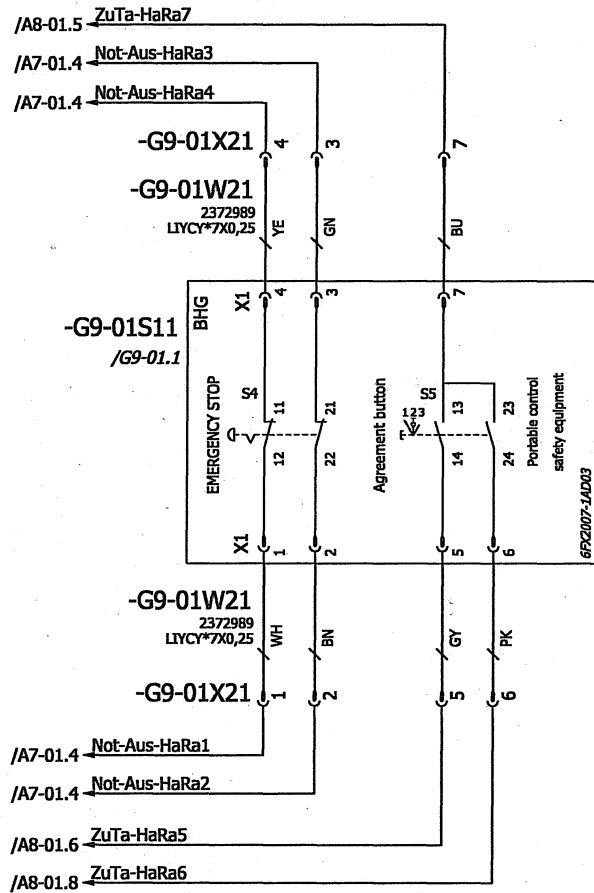 /A8-01.5 ZuTa-HaRa7
/A7-01.4 Not-Aus-HaRa3
/A7-01.4 Not-Aus-HaRa4
-G9-01X21 4 3 7
-G9-01W21
2372989
LIYCY*7X0,25 YE GN BU
BHG X1 4 3 7
-G9-01S11
/G9-01.1
EMERGENCY STOP S4 11 21
12 22
Agreement button S5 123 13 23
14 24
Portable control
safety equipment
6FX2007-1AD03
X1 1 2 5 6
-G9-01W21
2372989
LIYCY*7X0,25 WH BN GY PK
-G9-01X21 1 2 5 6
/A7-01.4 Not-Aus-HaRa1
/A7-01.4 Not-Aus-HaRa2
/A8-01.6 ZuTa-HaRa5
/A8-01.8 ZuTa-HaRa6